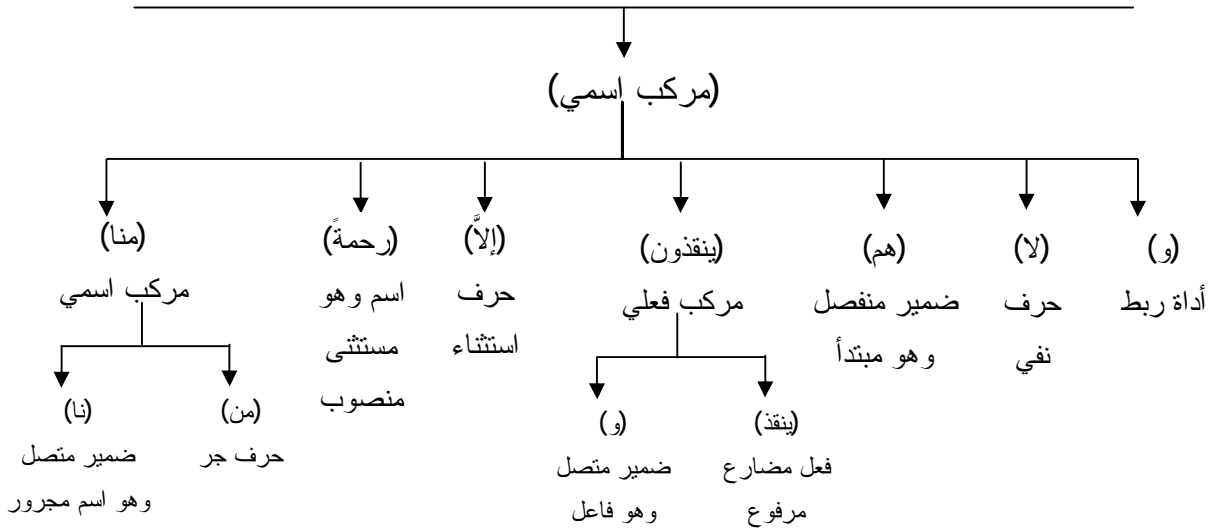 (مركب اسمي)
(و)
أداة ربط
(لا)
حرف
نفي
(هم)
ضمير منفصل
وهو مبتدأ
(ينقذون)
مركب فعلي
(إلاَّ)
حرف
استثناء
(رحمةً)
اسم وهو
مستثنى
منصوب
(منا)
مركب اسمي
(ينقذ)
فعل مضارع
مرفوع
(و)
ضمير متصل
وهو فاعل
(من)
حرف جر
(نا)
ضمير متصل
وهو اسم مجرور